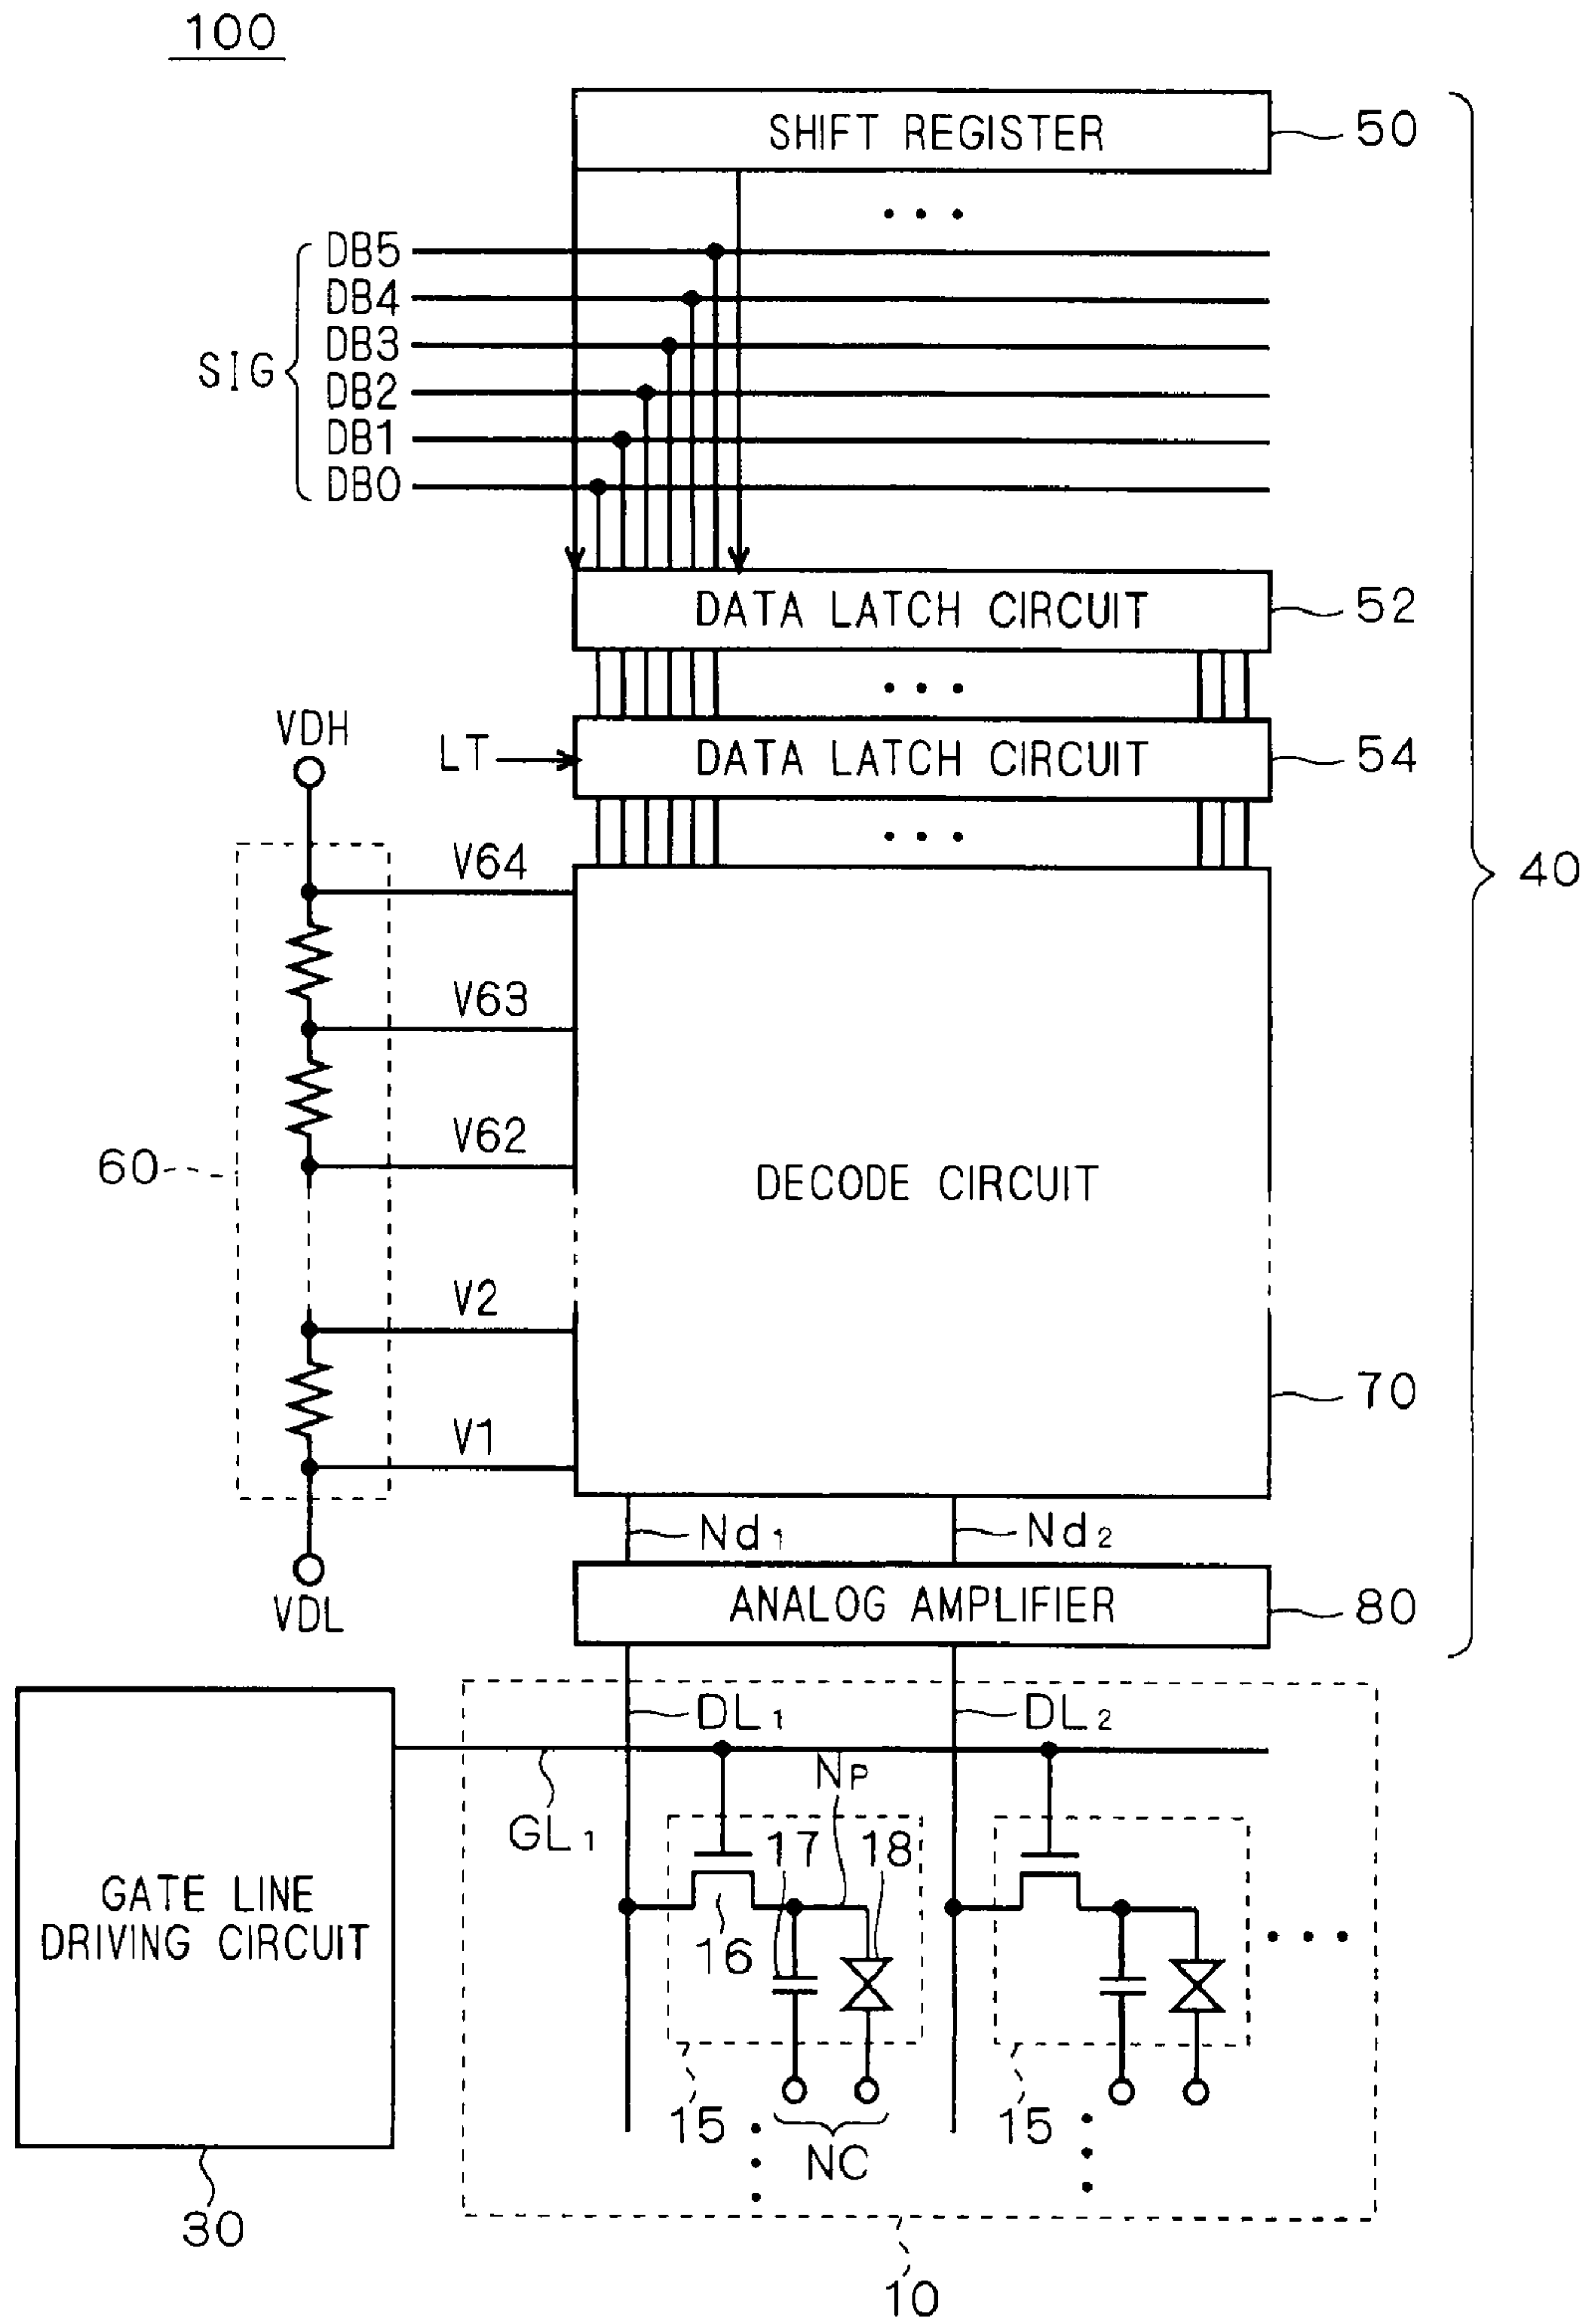 100
SHIFT REGISTER
50
DB5
DB4
DB3
SIG
DB2
DB1
DB0
DATA LATCH CIRCUIT
52
VDH
LT
DATA LATCH CIRCUIT
54
V64
40
V63
V62
60
DECODE CIRCUIT
V2
70
V1
Nd1
Nd2
VDL
ANALOG AMPLIFIER
80
DL1
DL2
NP
GL1
17
18
GATE LINE
DRIVING CIRCUIT
16
15
15
NC
30
10